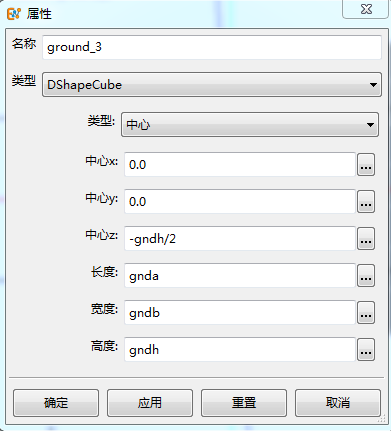 属性
名称 ground_3
类型 DShapeCube
类型: 中心
中心x: 0.0 ...
中心y: 0.0 ...
中心z: -gndh/2 ...
长度: gnda ...
宽度: gndb ...
高度: gndh ...
确定 应用 重置 取消